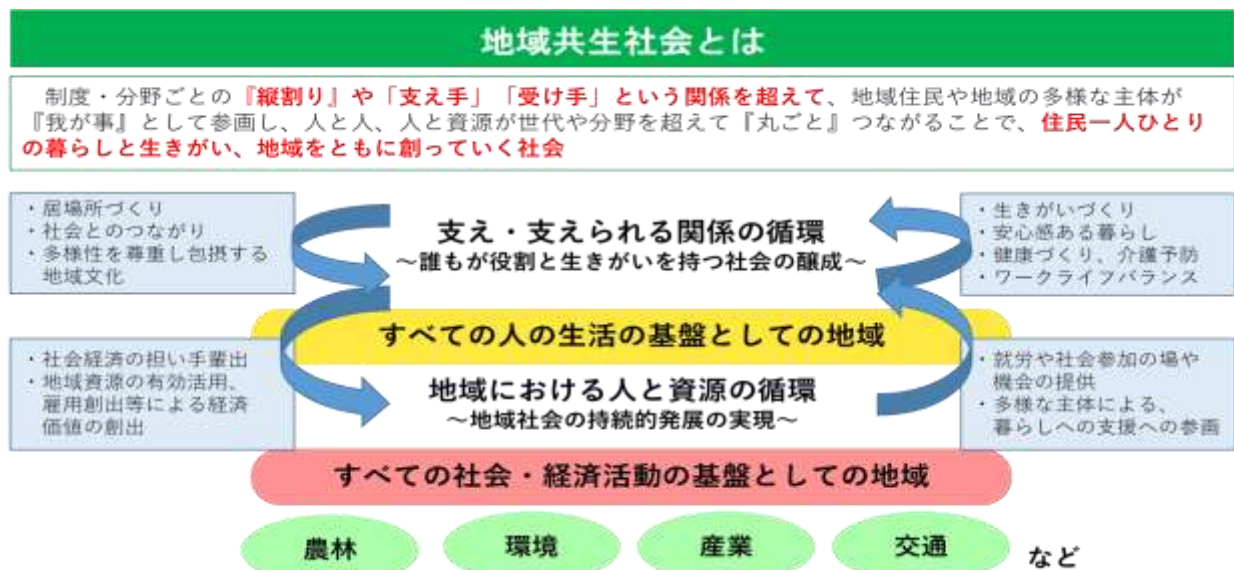 地域共生社会とは
制度・分野ごとの『縦割り』や「支え手」「受け手」という関係を超えて、地域住民や地域の多様な主体が
『我が事』として参画し、人と人、人と資源が世代や分野を超えて『丸ごと』つながることで、住民一人ひとり
の暮らしと生きがい、地域をともに創っていく社会
・居場所づくり
・社会とのつながり
・多様性を尊重し包摂する
地域文化
支え・支えられる関係の循環
～誰もが役割と生きがいを持つ社会の醸成～
・生きがいづくり
・安心感ある暮らし
・健康づくり、介護予防
・ワークライフバランス
すべての人の生活の基盤としての地域
・社会経済の担い手輩出
・地域資源の有効活用、
雇用創出等による経済
価値の創出
地域における人と資源の循環
～地域社会の持続的発展の実現～
・就労や社会参加の場や
機会の提供
・多様な主体による、
暮らしへの支援への参画
すべての社会・経済活動の基盤としての地域
農林
環境
産業
交通
など